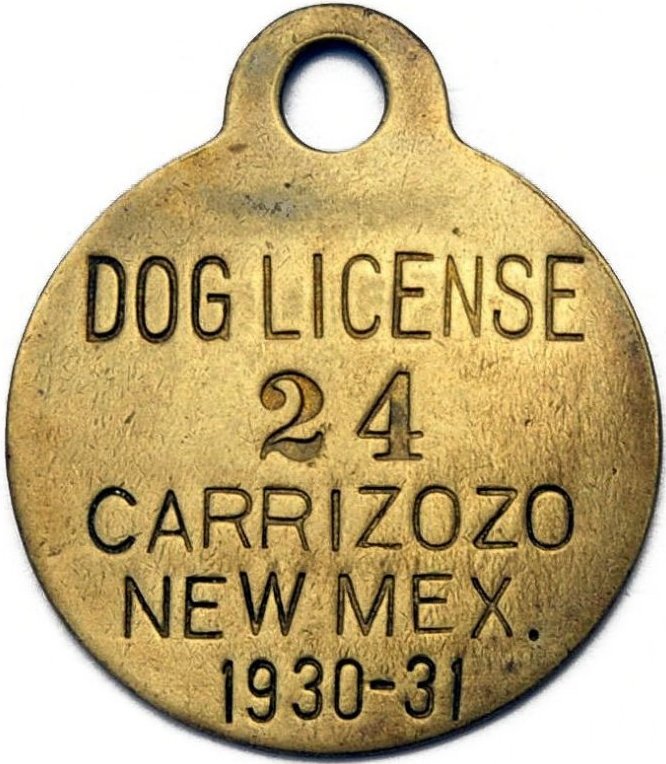 DOG LICENSE
24
CARRIZOZO
NEW MEX.
1930-31